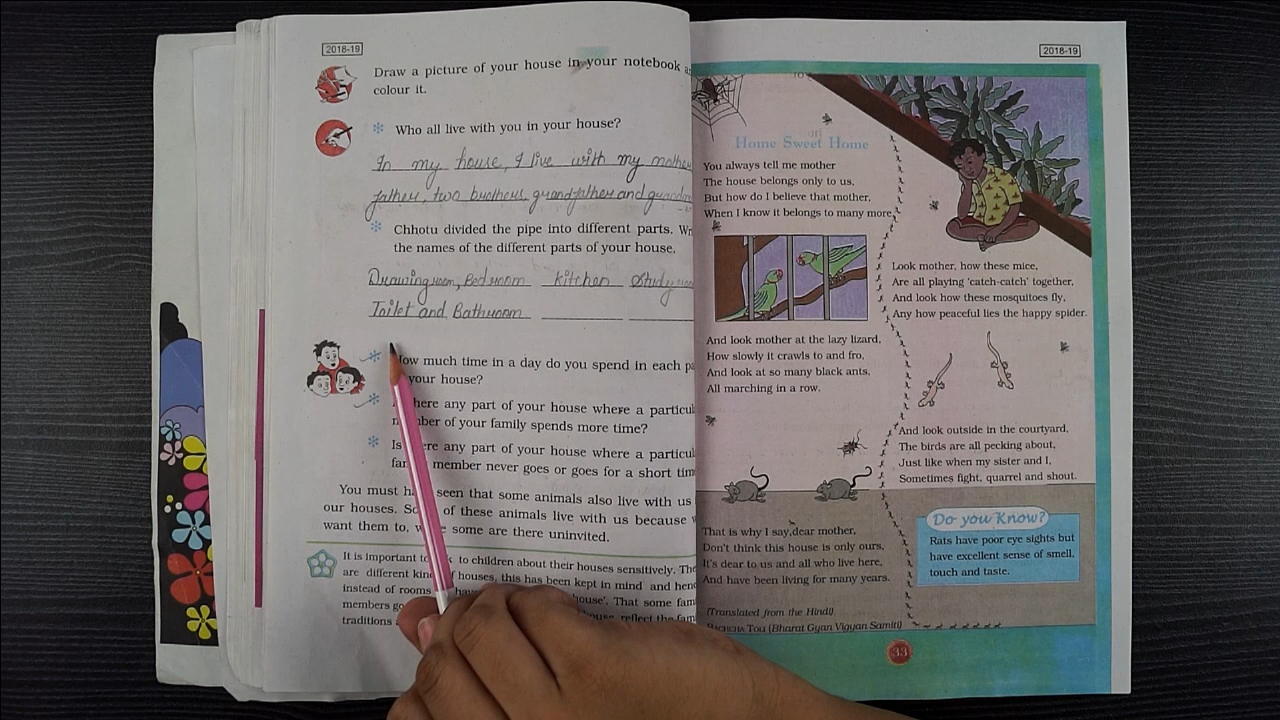 2018-19
Draw a picture of your house in your notebook
colour it.
Who all live with you in your house?
In my house, I live with my mother
father, two brothers, grandfather and
Chhotu divided the pipe into different parts.
the names of the different parts of your house.
Drawing room, Bedroom kitchen Study
Toilet and Bathroom
How much time in a day do you spend in each
your house?
here any part of your house where a
of your family spends more time?
Is any part of your house where a
member never goes or goes for a short
You must seen that some animals also live with us
our houses. of these animals live with us because
want them to, some are there uninvited.
It is important to to children about their houses sensitively.
are different houses, this has been kept in mind and
instead of rooms house'. That some
members
traditions reflect the
2018-19
Home Sweet Home
You always tell me mother
The house belongs only to us,
But how do I believe that mother,
When I know it belongs to many more
And look mother at the lazy lizard,
How slowly it crawls to and fro,
And look at so many black ants,
All marching in a row.
That is why I say,dear mother,
Don't think this house is only ours,
It's dear to us and all who live here,
And have been living for many years.
(Translated from the Hindi)
Tou (Bharat Gyan Vigyan Samiti)
Look mother, how these mice,
Are all playing 'catch-catch' together,
And look how these mosquitoes fly,
Any how peaceful lies the happy spider.
And look outside in the courtyard,
The birds are all pecking about,
Just like when my sister and I,
Sometimes fight, quarrel and shout.
Do you Know?
Rats have poor eye sights but
have excellent sense of smell,
touch and taste.
33